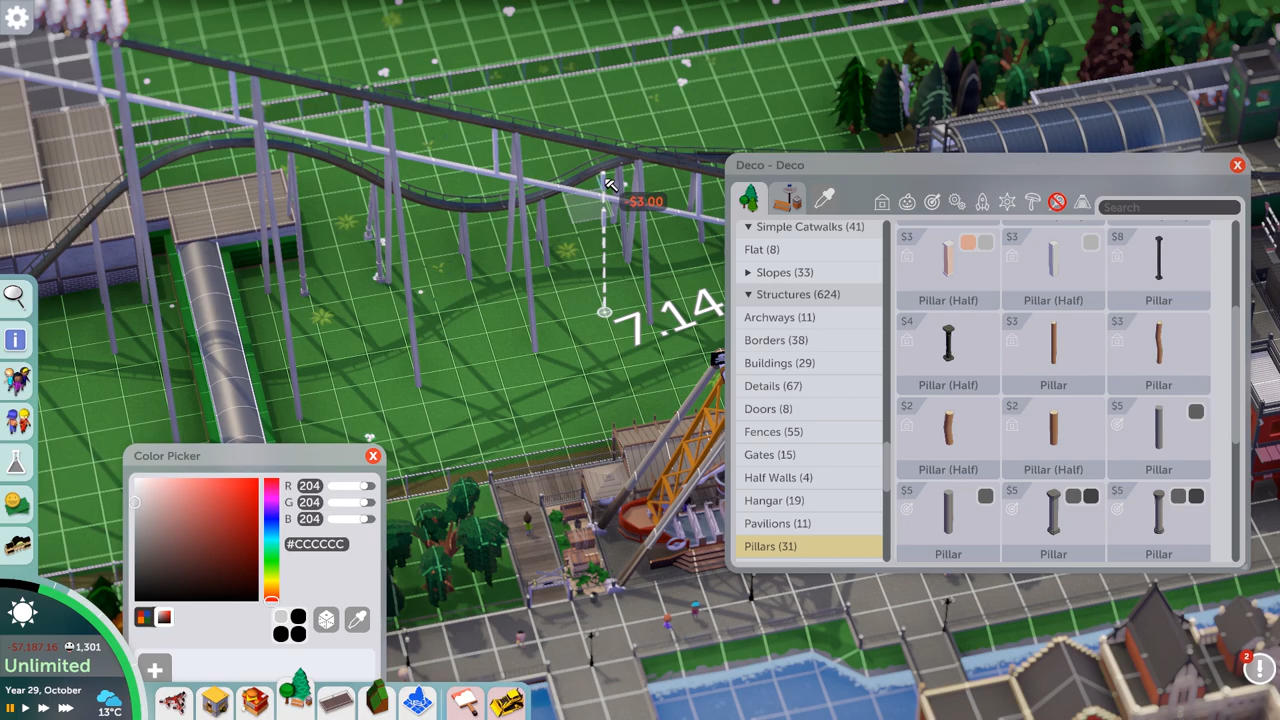 Deco - Deco
Search
Simple Catwalks (41)
Flat (8)
Slopes (33)
Structures (624)
Archways (11)
Borders (38)
Buildings (29)
Details (67)
Doors (8)
Fences (55)
Gates (15)
Half Walls (4)
Hangar (19)
Pavilions (11)
Pillars (31)
$3 $3 $8
Pillar (Half) Pillar (Half) Pillar
$4 $3 $3
Pillar (Half) Pillar Pillar
$2 $2 $5
Pillar (Half) Pillar (Half) Pillar
$5 $5 $5
Pillar Pillar Pillar
-$3.00
7.14
Color Picker
R 204
G 204
B 204
#CCCCCC
-$7,187.16 1,301
Unlimited
Year 29, October
13°C
2